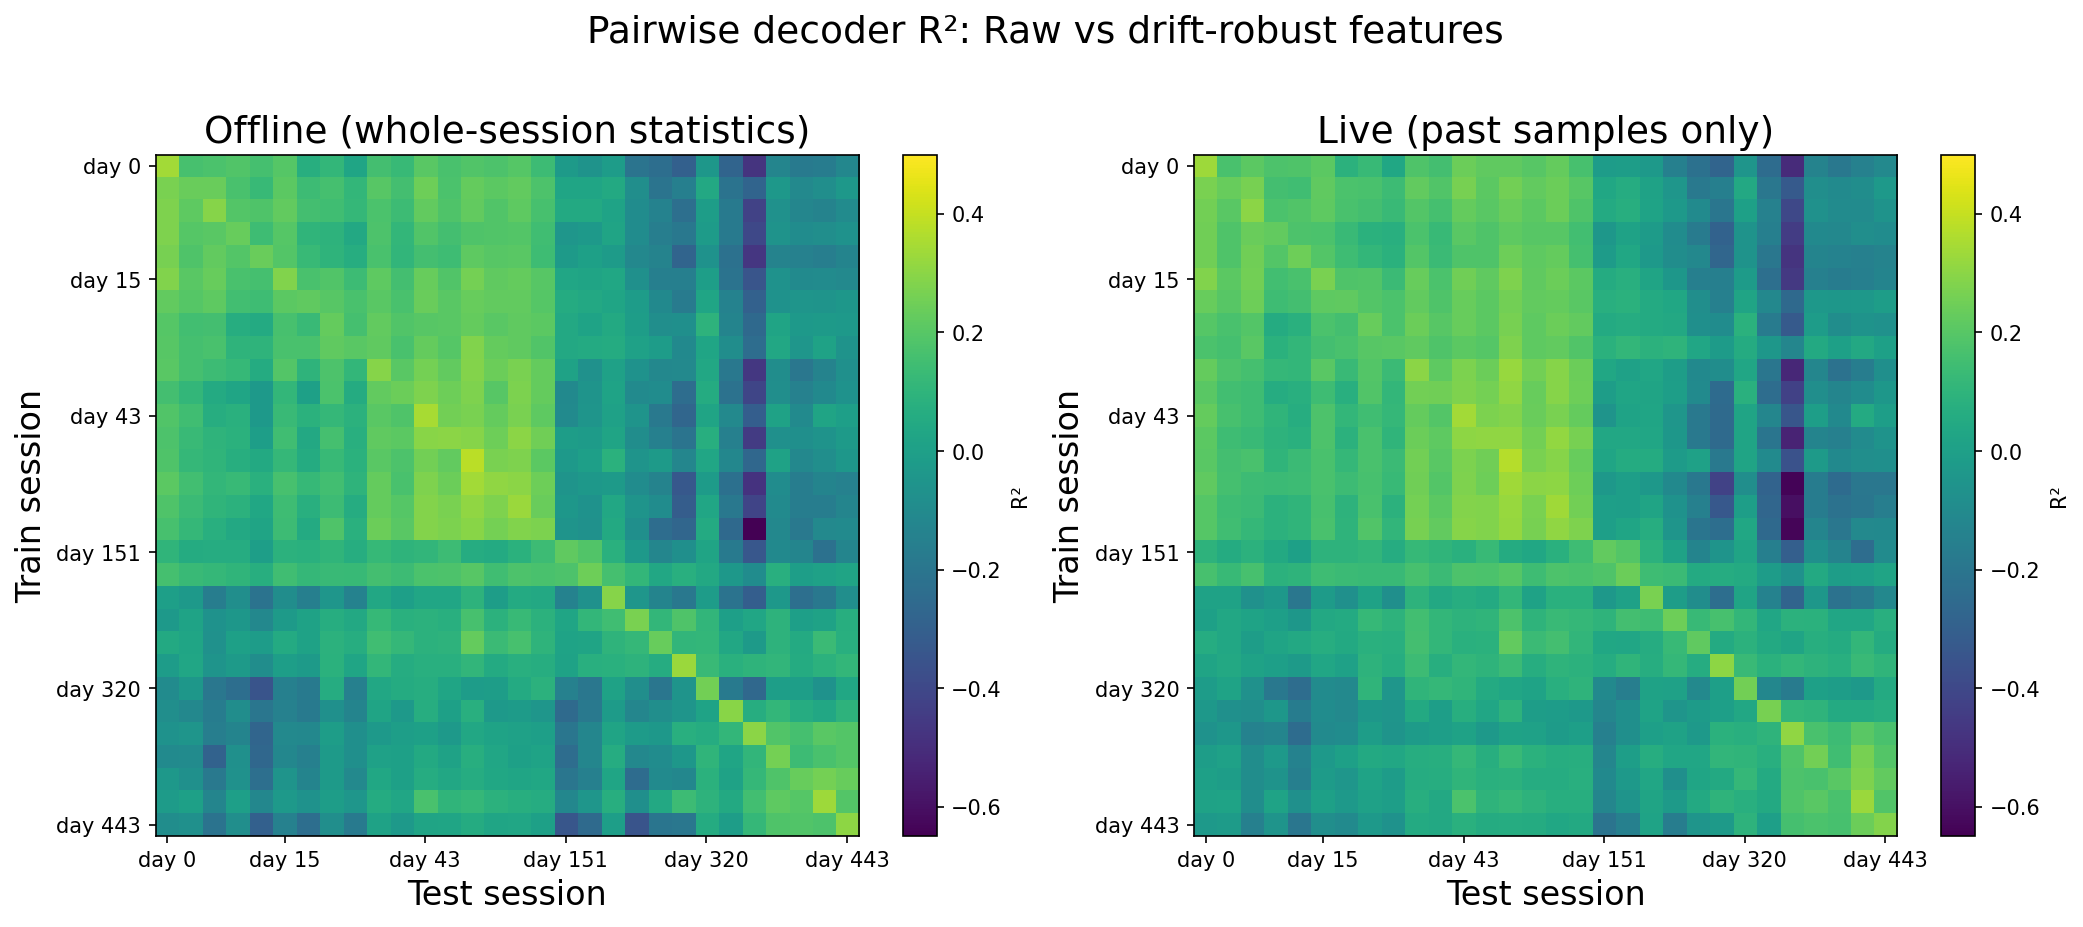 Pairwise decoder R²: Raw vs drift-robust features
Offline (whole-session statistics)
Train session
day 0
day 15
day 43
day 151
day 320
day 443
day 0
day 15
day 43
day 151
day 320
day 443
Test session
0.4
0.2
0.0
−0.2
−0.4
−0.6
R²
Live (past samples only)
Train session
day 0
day 15
day 43
day 151
day 320
day 443
day 0
day 15
day 43
day 151
day 320
day 443
Test session
0.4
0.2
0.0
−0.2
−0.4
−0.6
R²